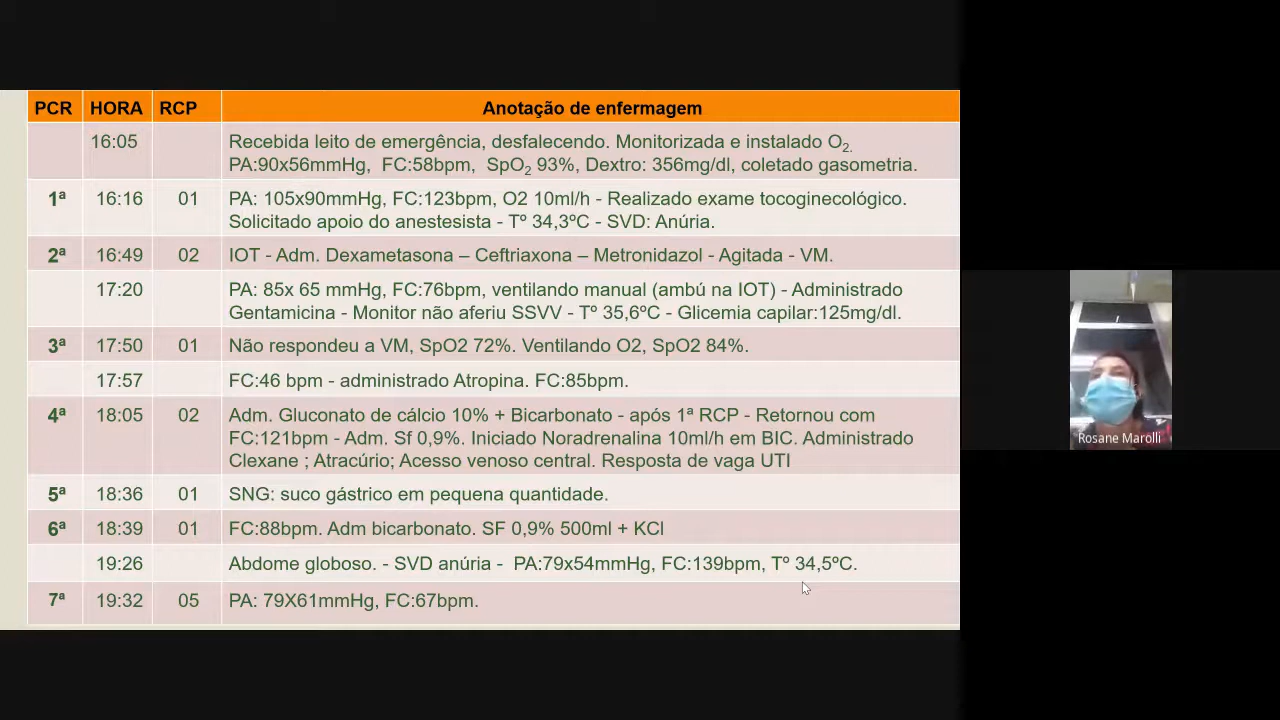 PCR HORA RCP Anotação de enfermagem
16:05 Recebida leito de emergência, desfalecendo. Monitorizada e instalado O2.
PA:90x56mmHg, FC:58bpm, SpO2 93%, Dextro: 356mg/dl, coletado gasometria.
1ª 16:16 01 PA: 105x90mmHg, FC:123bpm, O2 10ml/h - Realizado exame tocoginecológico.
Solicitado apoio do anestesista - Tº 34,3ºC - SVD: Anúria.
2ª 16:49 02 IOT - Adm. Dexametasona – Ceftriaxona – Metronidazol - Agitada - VM.
17:20 PA: 85x 65 mmHg, FC:76bpm, ventilando manual (ambú na IOT) - Administrado
Gentamicina - Monitor não aferiu SSVV - Tº 35,6ºC - Glicemia capilar:125mg/dl.
3ª 17:50 01 Não respondeu a VM, SpO2 72%. Ventilando O2, SpO2 84%.
17:57 FC:46 bpm - administrado Atropina. FC:85bpm.
4ª 18:05 02 Adm. Gluconato de cálcio 10% + Bicarbonato - após 1ª RCP - Retornou com
FC:121bpm - Adm. Sf 0,9%. Iniciado Noradrenalina 10ml/h em BIC. Administrado
Clexane ; Atracúrio; Acesso venoso central. Resposta de vaga UTI
5ª 18:36 01 SNG: suco gástrico em pequena quantidade.
6ª 18:39 01 FC:88bpm. Adm bicarbonato. SF 0,9% 500ml + KCl
19:26 Abdome globoso. - SVD anúria - PA:79x54mmHg, FC:139bpm, Tº 34,5ºC.
7ª 19:32 05 PA: 79X61mmHg, FC:67bpm.
Rosane Marolli